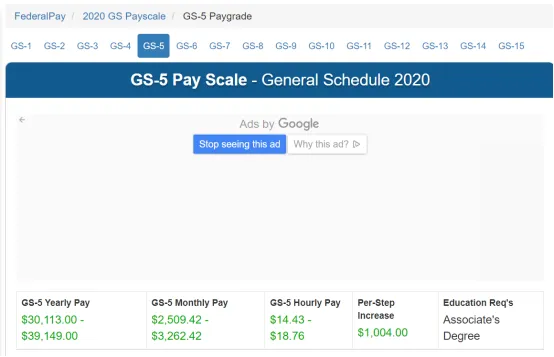 FederalPay / 2020 GS Payscale / GS-5 Paygrade
GS-1 GS-2 GS-3 GS-4 GS-5 GS-6 GS-7 GS-8 GS-9 GS-10 GS-11 GS-12 GS-13 GS-14 GS-15
GS-5 Pay Scale - General Schedule 2020
Ads by Google
Stop seeing this ad Why this ad?
GS-5 Yearly Pay GS-5 Monthly Pay GS-5 Hourly Pay Per-Step Education Req's
Increase
$30,113.00 - $2,509.42 - $14.43 - Associate's
$39,149.00 $3,262.42 18.76 $1,004.00 Degree